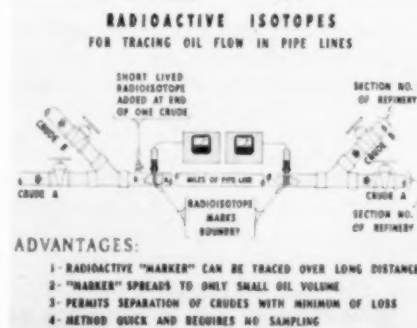 RADIOACTIVE ISOTOPES
FOR TRACING OIL FLOW IN PIPE LINES
SHORT LIVED
RADIOISOTOPE
ADDED AT END
OF ONE CRUDE
SECTION NO.
OF REFINERY
CRUDE B
CRUDE B
MILES OF PIPE LINE
CRUDE A
CRUDE A
RADIOISOTOPE
MARKS
BOUNDRY
SECTION NO.
OF REFINERY
ADVANTAGES:
1- RADIOACTIVE "MARKER" CAN BE TRACED OVER LONG DISTANCE
2- "MARKER" SPREADS TO ONLY SMALL OIL VOLUME
3- PERMITS SEPARATION OF CRUDES WITH MINIMUM OF LOSS
4- METHOD QUICK AND REQUIRES NO SAMPLING